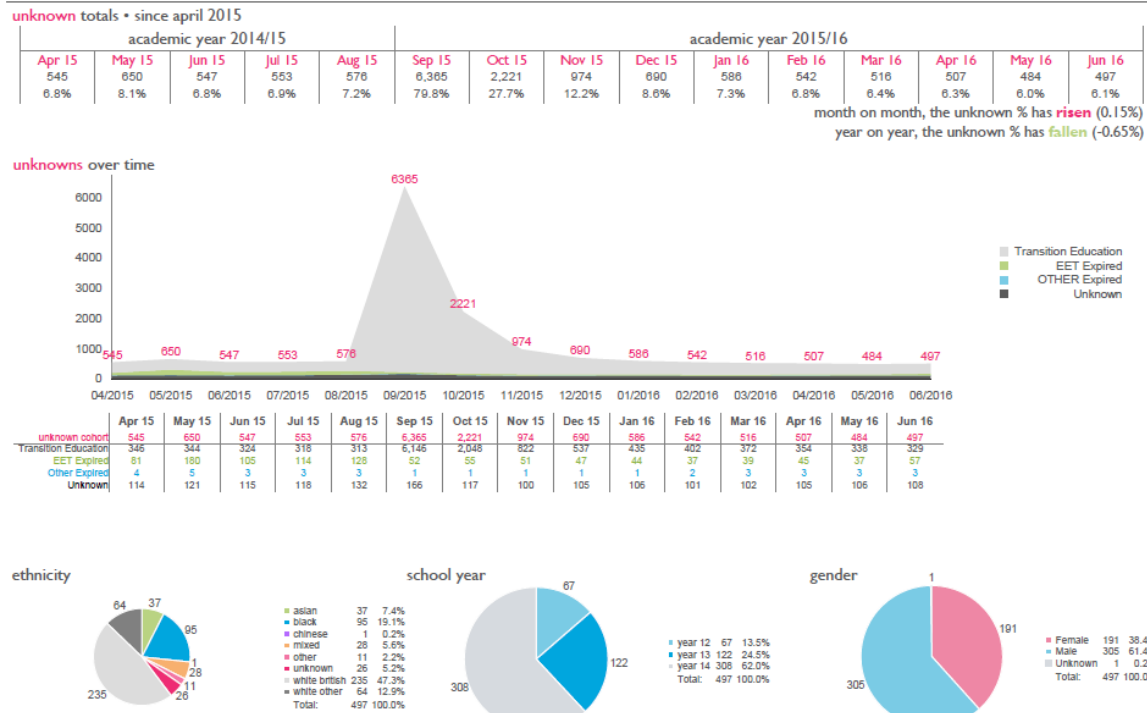 unknown totals • since april 2015
academic year 2014/15 academic year 2015/16
Apr 15 May 15 Jun 15 Jul 15 Aug 15 Sep 15 Oct 15 Nov 15 Dec 15 Jan 16 Feb 16 Mar 16 Apr 16 May 16 Jun 16
545 650 547 553 576 6,365 2,221 974 690 586 542 516 507 484 497
6.8% 8.1% 6.8% 6.9% 7.2% 79.8% 27.7% 12.2% 8.6% 7.3% 6.8% 6.4% 6.3% 6.0% 6.1%
month on month, the unknown % has risen (0.15%)
year on year, the unknown % has fallen (-0.65%)
unknowns over time
6365
6000
5000
4000
3000
2000
1000
0
2221
545 650 547 553 576 974 690 586 542 516 507 484 497
Transition Education
EET Expired
OTHER Expired
Unknown
04/2015 05/2015 06/2015 07/2015 08/2015 09/2015 10/2015 11/2015 12/2015 01/2016 02/2016 03/2016 04/2016 05/2016 06/2016
Apr 15 May 15 Jun 15 Jul 15 Aug 15 Sep 15 Oct 15 Nov 15 Dec 15 Jan 16 Feb 16 Mar 16 Apr 16 May 16 Jun 16
unknown cohort 545 650 547 553 576 6,365 2,221 974 690 586 542 516 507 484 497
Transition Education 346 344 324 318 313 6,146 2,048 822 537 435 402 372 354 338 329
EET Expired 81 180 105 114 128 52 55 51 47 44 37 39 45 37 57
Other Expired 4 5 3 3 3 1 1 1 1 1 2 3 3 3 3
Unknown 114 121 115 118 132 166 117 100 105 106 101 102 105 106 108
ethnicity
64 37
95
1
28
11
26
235
asian 37 7.4%
black 95 19.1%
chinese 1 0.2%
mixed 28 5.6%
other 11 2.2%
unknown 26 5.2%
white british 235 47.3%
white other 64 12.9%
Total: 497 100.0%
school year
67
122
308
year 12 67 13.5%
year 13 122 24.5%
year 14 308 62.0%
Total: 497 100.0%
gender
1
191
305
Female 191 38.4
Male 305 61.4
Unknown 1 0.2
Total: 497 100.0